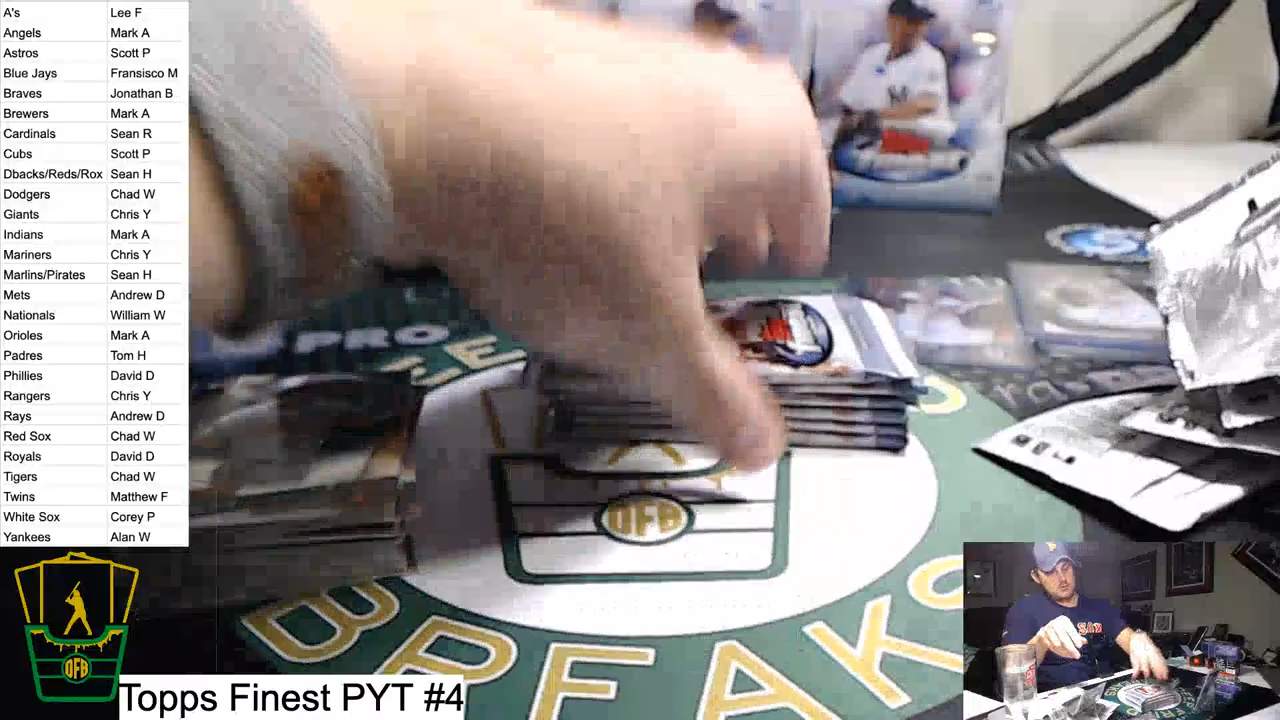 A's Lee F
Angels Mark A
Astros Scott P
Blue Jays Fransisco M
Braves Jonathan B
Brewers Mark A
Cardinals Sean R
Cubs Scott P
Dbacks/Reds/Rox Sean H
Dodgers Chad W
Giants Chris Y
Indians Mark A
Mariners Chris Y
Marlins/Pirates Sean H
Mets Andrew D
Nationals William W
Orioles Mark A
Padres Tom H
Phillies David D
Rangers Chris Y
Rays Andrew D
Red Sox Chad W
Royals David D
Tigers Chad W
Twins Matthew F
White Sox Corey P
Yankees Alan W
PRO
OFB
BREAKS
OFB
Topps Finest PYT #4